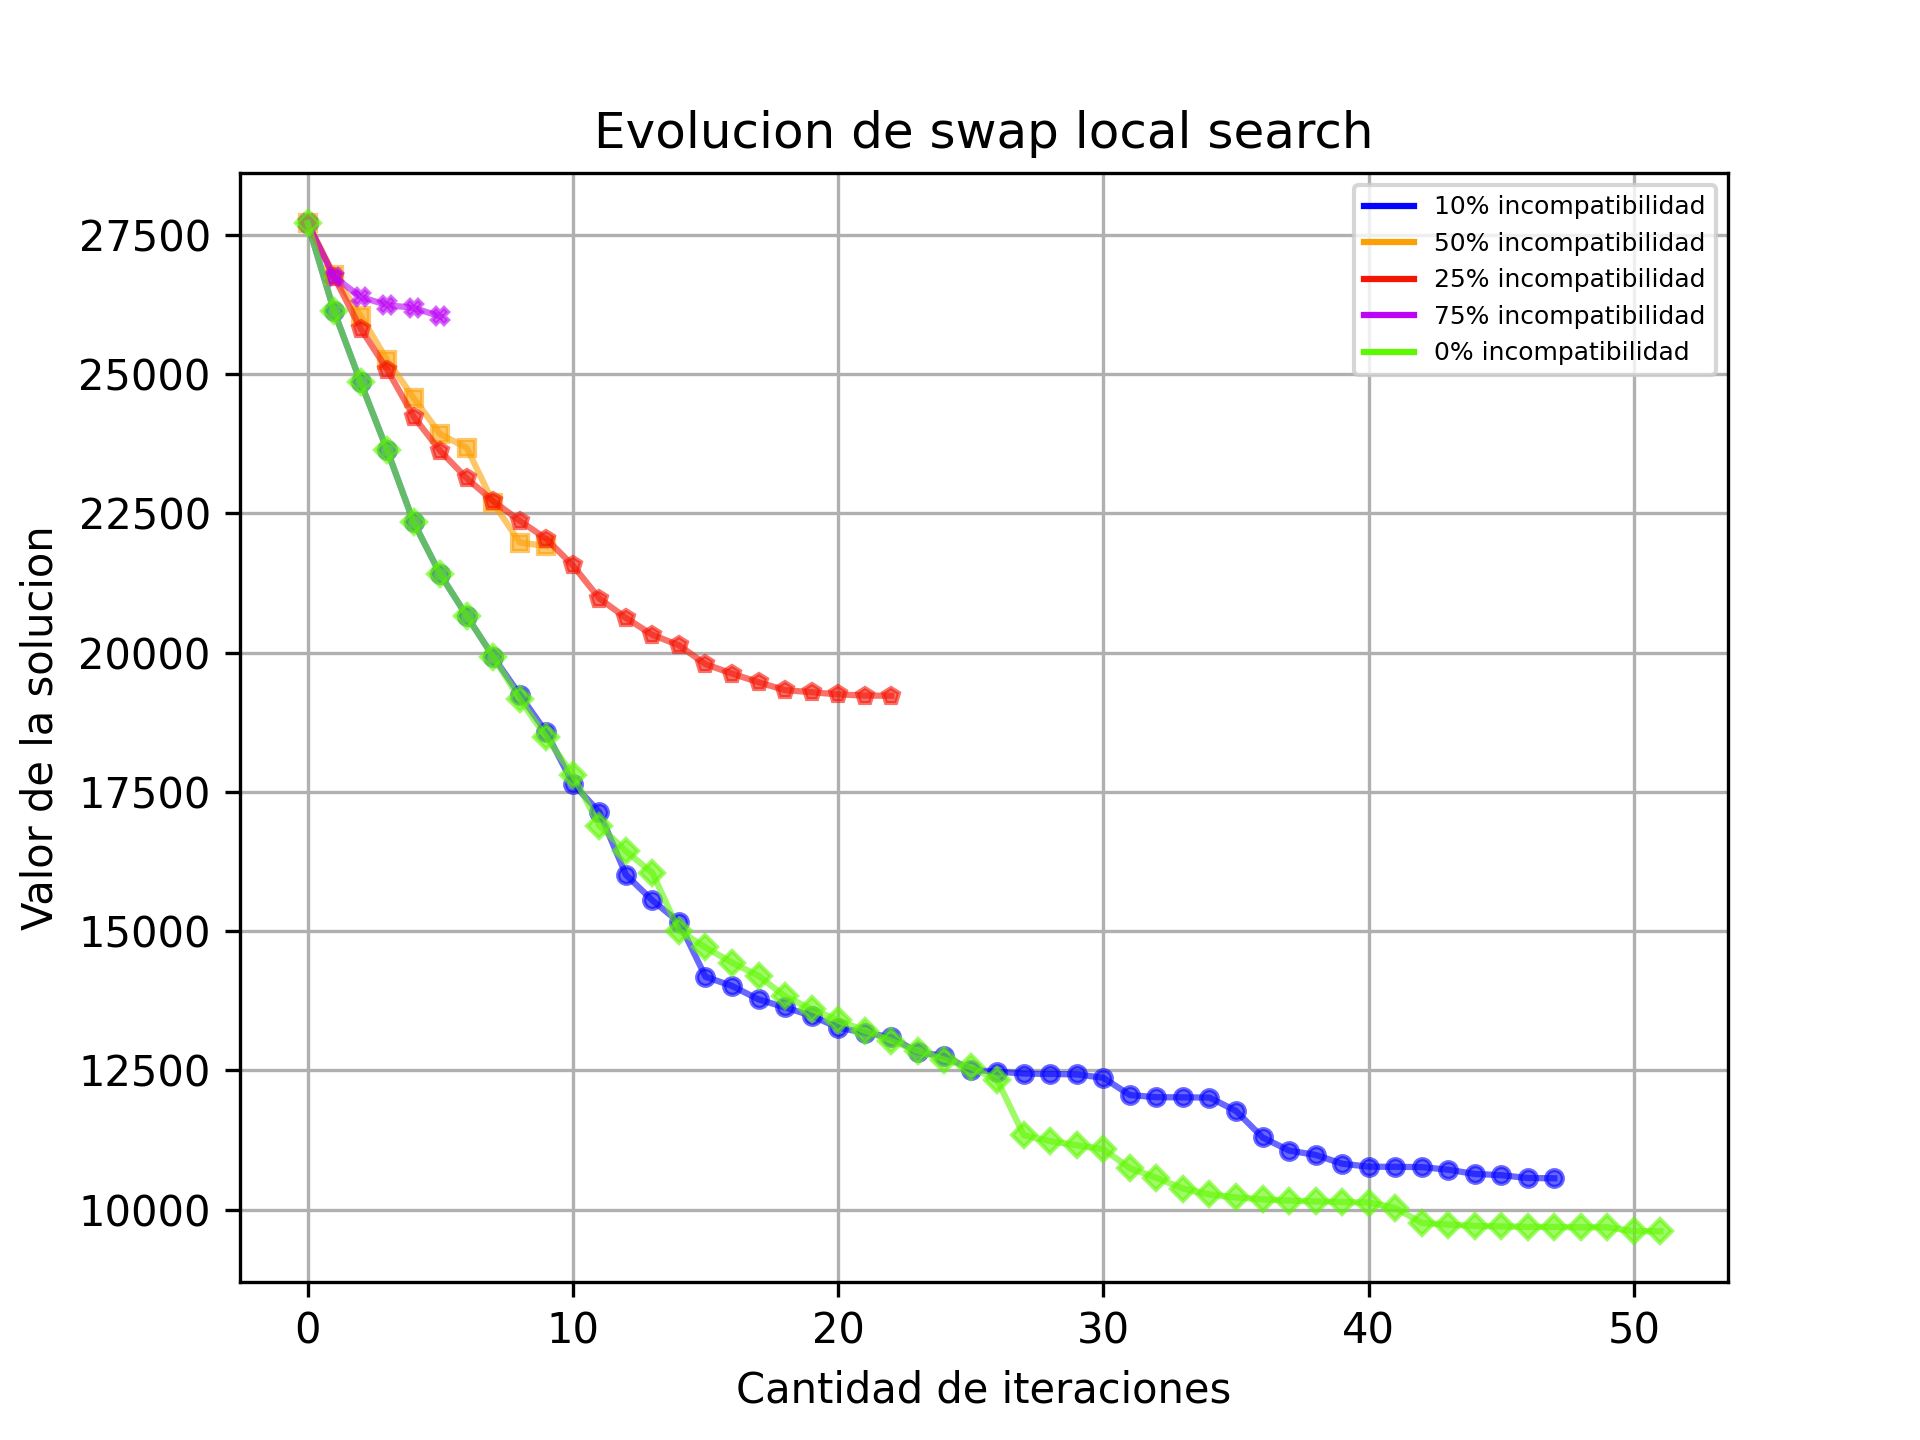 Evolucion de swap local search
10% incompatibilidad
50% incompatibilidad
25% incompatibilidad
75% incompatibilidad
0% incompatibilidad
Valor de la solucion
27500
25000
22500
20000
17500
15000
12500
10000
0 10 20 30 40 50
Cantidad de iteraciones